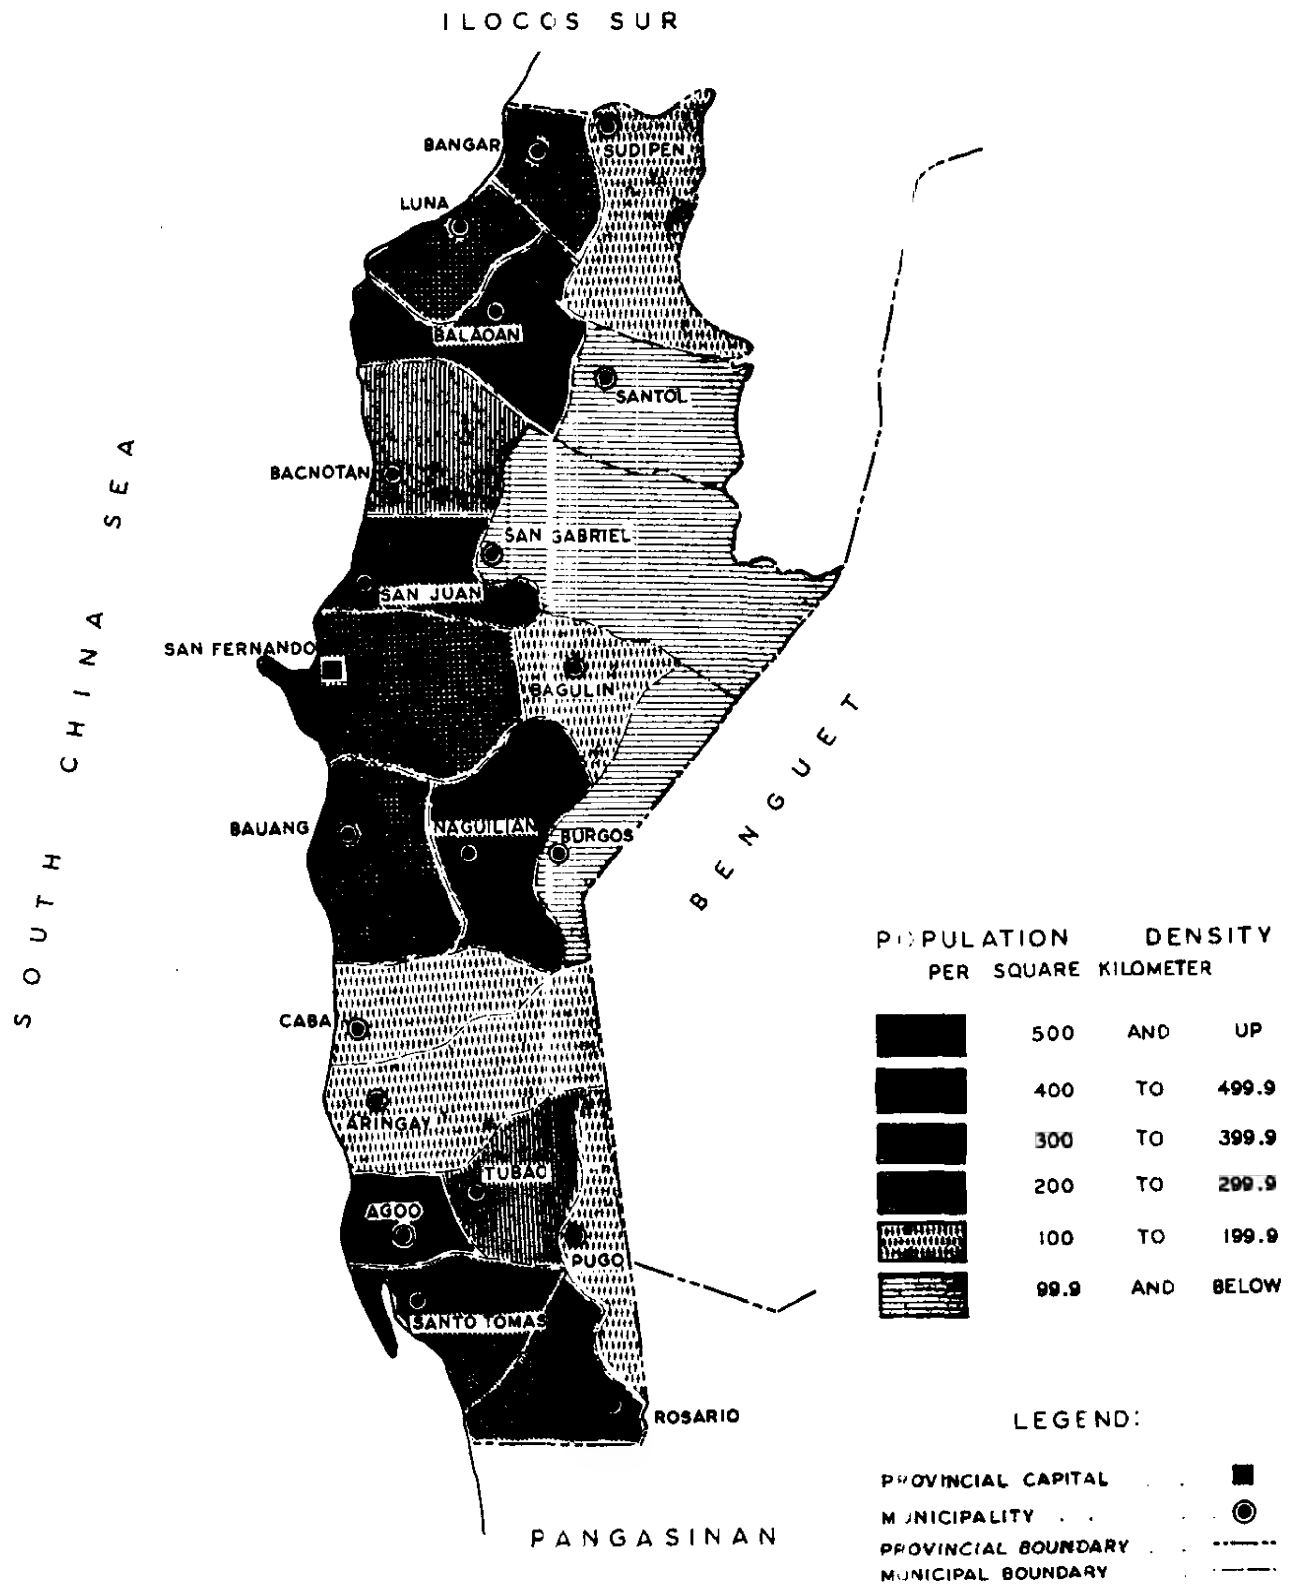 ILOCOS SUR
BANGAR
SUDIPEN
LUNA
BALAOAN
SANTOL
BACNOTAN
SAN GABRIEL
SAN JUAN
SAN FERNANDO
BAGULIN
SOUTH CHINA SEA
BENGUET
BAUANG
NAGUILIAN
BURGOS
CABA
ARINGAY
TUBAO
AGOO
PUGO
SANTO TOMAS
ROSARIO
PANGASINAN
POPULATION DENSITY
PER SQUARE KILOMETER
500 AND UP
400 TO 499.9
300 TO 399.9
200 TO 299.9
100 TO 199.9
99.9 AND BELOW
LEGEND:
PROVINCIAL CAPITAL . .
MUNICIPALITY . . .
PROVINCIAL BOUNDARY . .
MUNICIPAL BOUNDARY . .